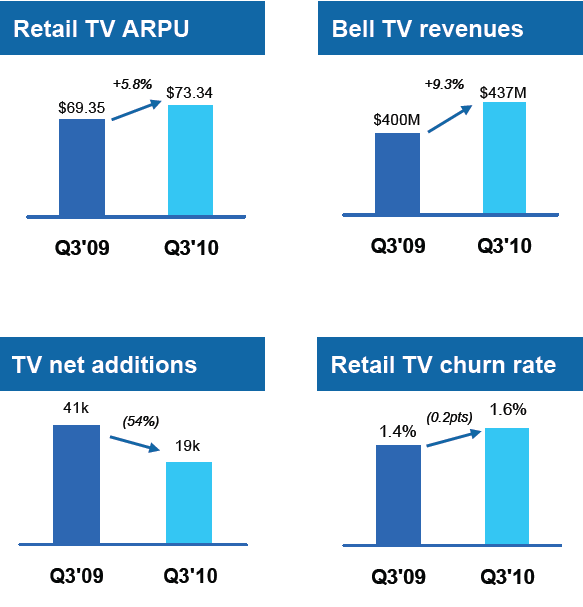 Retail TV ARPU
+5.8%
$69.35
$73.34
Q3'09
Q3'10
Bell TV revenues
+9.3%
$400M
$437M
Q3'09
Q3'10
TV net additions
41k
(54%)
19k
Q3'09
Q3'10
Retail TV churn rate
1.4%
(0.2pts)
1.6%
Q3'09
Q3'10